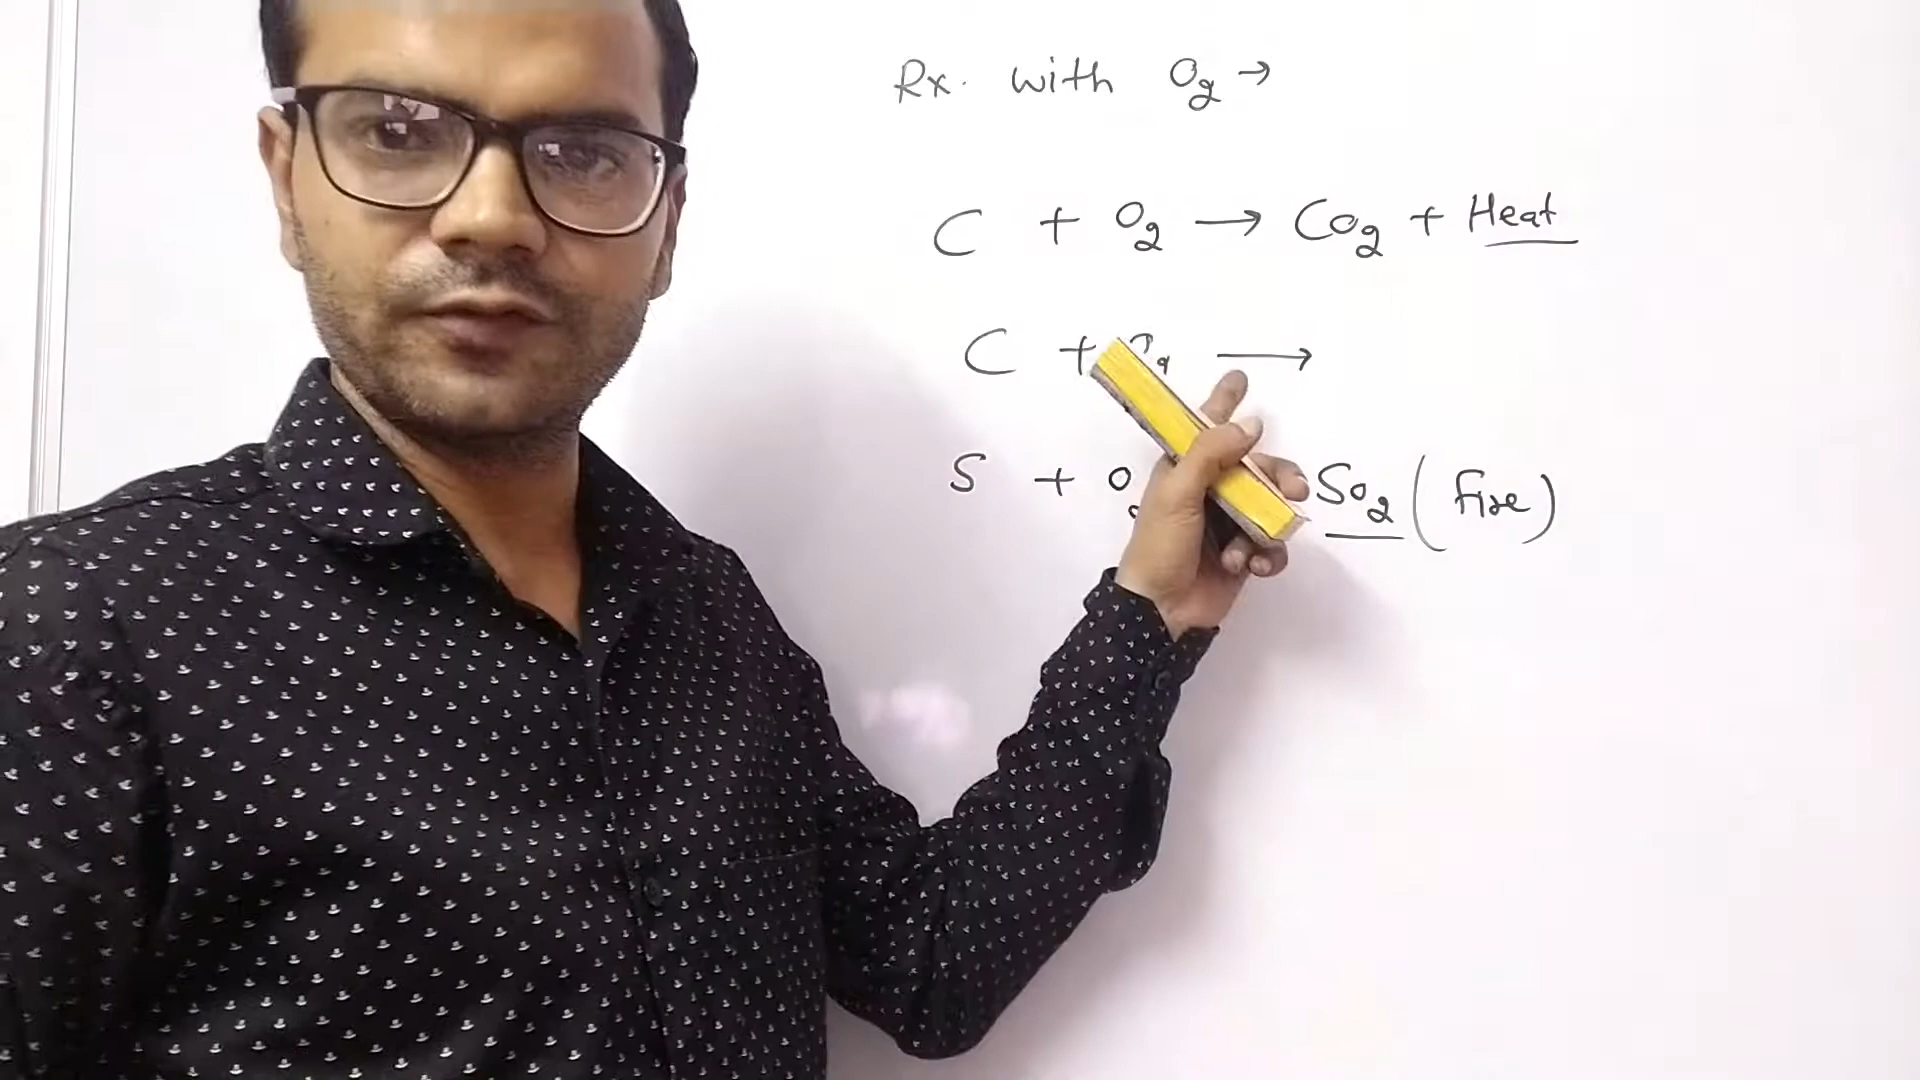 Rx. with O2 →
C + O2 → CO2 + Heat
C + O2 →
S + O2 SO2 (Fire)